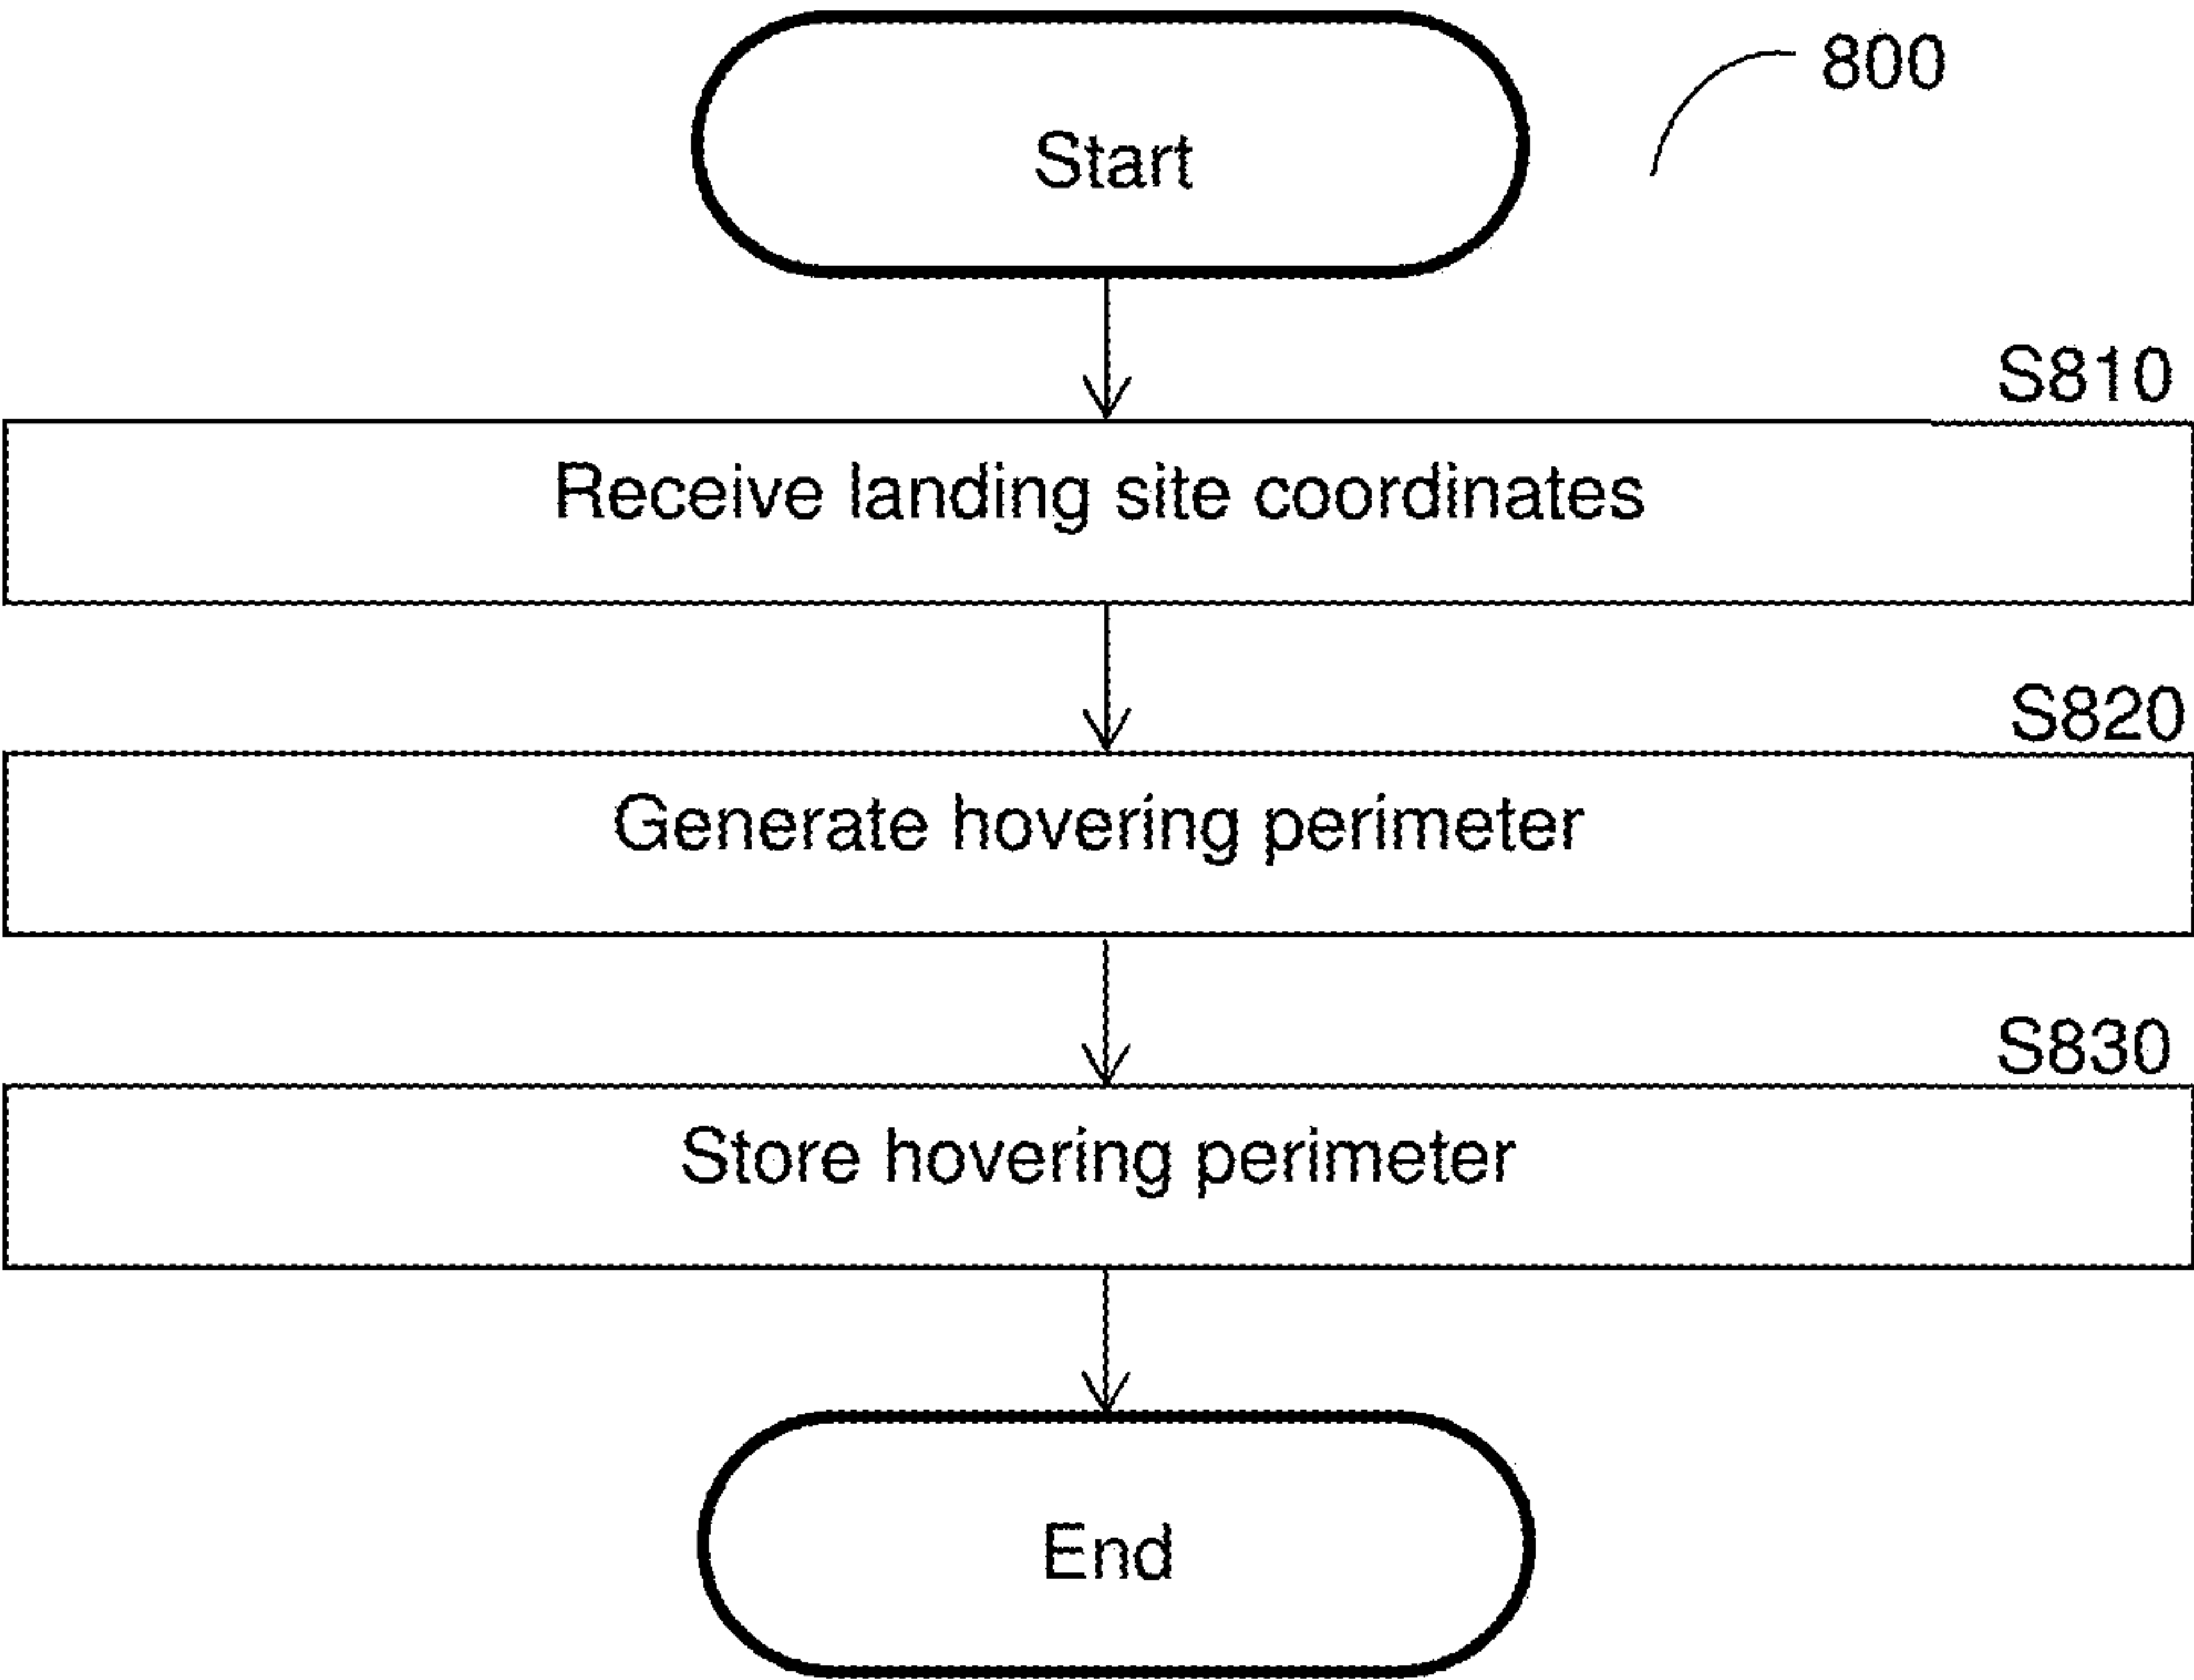 800
Start
S810
Receive landing site coordinates
S820
Generate hovering perimeter
S830
Store hovering perimeter
End